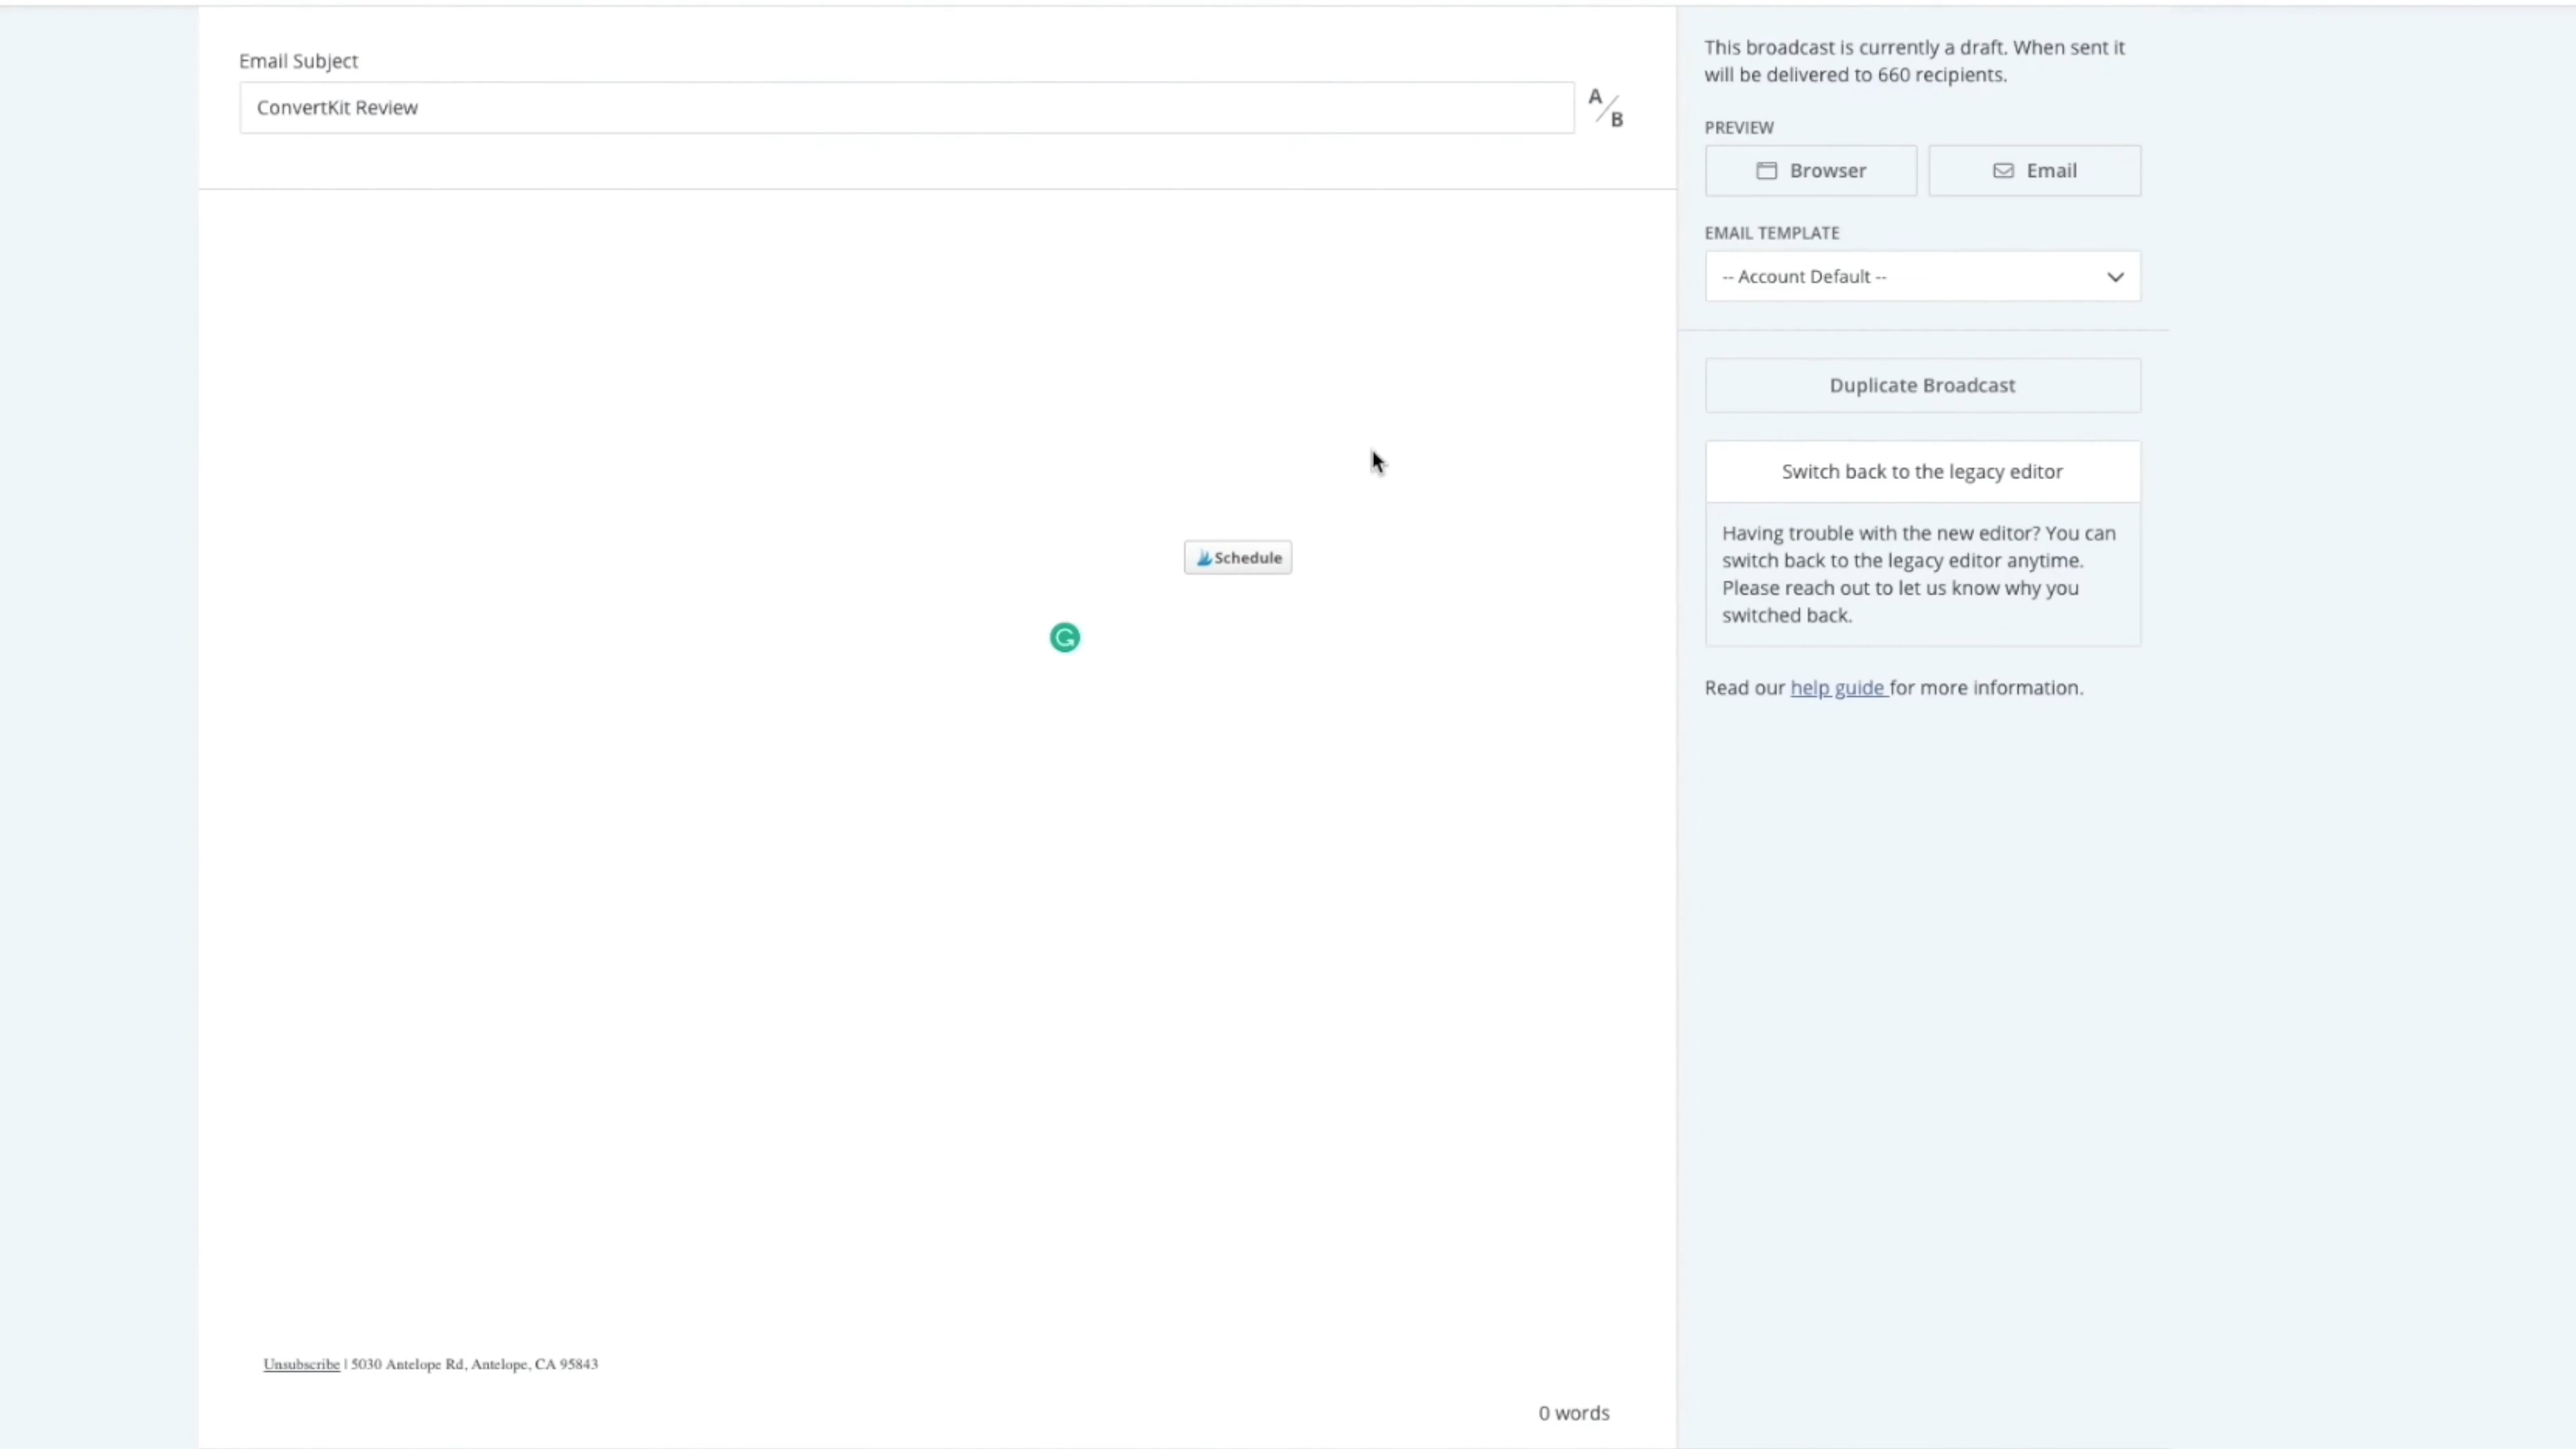 Email Subject
ConvertKit Review
A/B
Schedule
Unsubscribe | 5030 Antelope Rd, Antelope, CA 95843
0 words
This broadcast is currently a draft. When sent it
will be delivered to 660 recipients.
PREVIEW
Browser
Email
EMAIL TEMPLATE
-- Account Default --
Duplicate Broadcast
Switch back to the legacy editor
Having trouble with the new editor? You can
switch back to the legacy editor anytime.
Please reach out to let us know why you
switched back.
Read our help guide for more information.